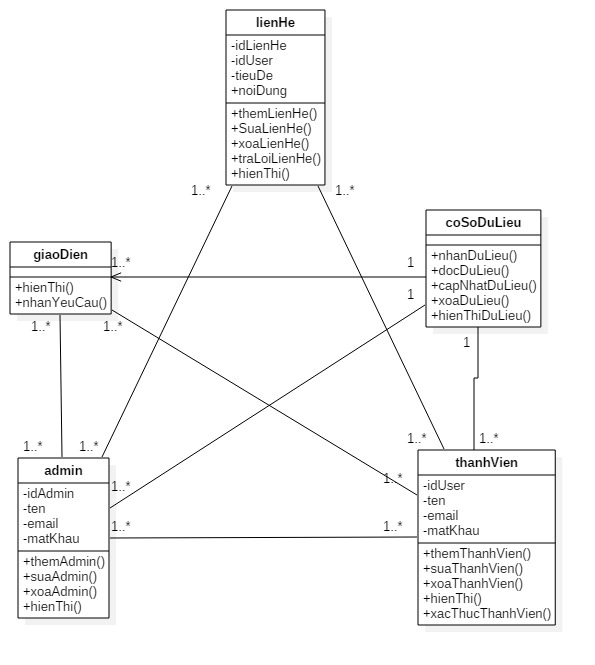 lienHe
-idLienHe
-idUser
-tieuDe
+noiDung
+themLienHe()
+SuaLienHe()
+xoaLienHe()
+traLoiLienHe()
+hienThi()
1..*
1..*
coSoDuLieu
+nhanDuLieu()
+docDuLieu()
+capNhatDuLieu()
+xoaDuLieu()
+hienThiDuLieu()
giaoDien
+hienThi()
+nhanYeuCau()
1..*
1
1
1..*
1..*
1
1..*
1..*
1..*
1..*
admin
-idAdmin
-ten
-email
-matKhau
+themAdmin()
+suaAdmin()
+xoaAdmin()
+hienThi()
1..*
1..*
1..*
1..*
thanhVien
-idUser
-ten
-email
-matKhau
+themThanhVien()
+suaThanhVien()
+xoaThanhVien()
+hienThi()
+xacThucThanhVien()